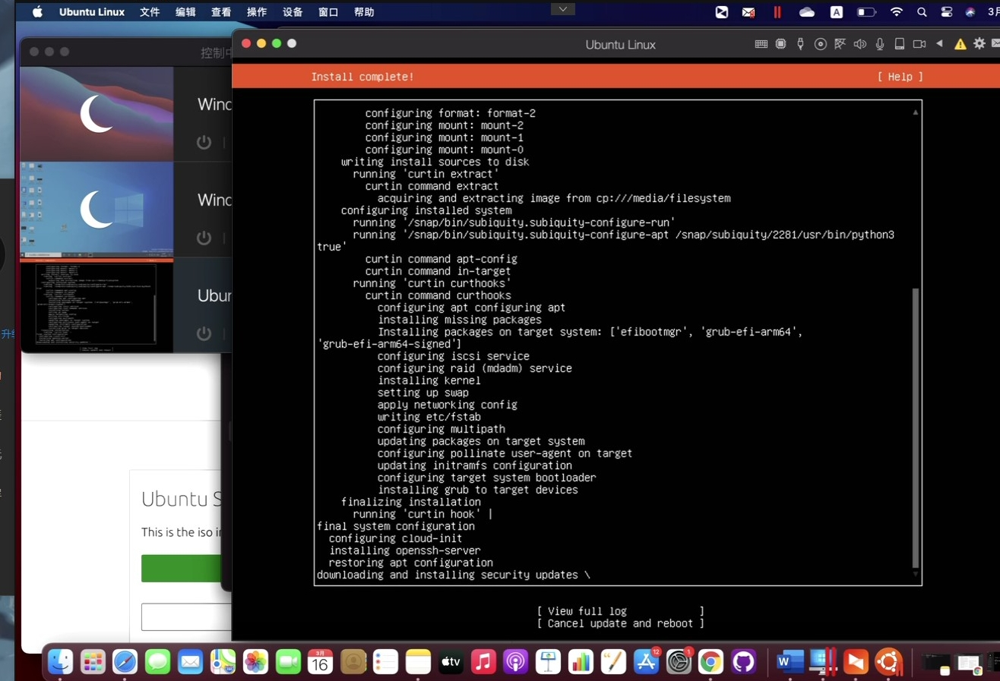 Ubuntu Linux 文件 编辑 查看 操作 设备 窗口 帮助
A
3月
控制中
Wind
Wind
Ubun
升级
Ubuntu S
This is the iso i
Ubuntu Linux
Install complete!
[ Help ]
configuring format: format-2
configuring mount: mount-2
configuring mount: mount-1
configuring mount: mount-0
writing install sources to disk
running 'curtin extract'
curtin command extract
acquiring and extracting image from cp:///media/filesystem
configuring installed system
running '/snap/bin/subiquity.subiquity-configure-run'
running '/snap/bin/subiquity.subiquity-configure-apt /snap/subiquity/2281/usr/bin/python3
true'
curtin command apt-config
curtin command in-target
running 'curtin curthooks'
curtin command curthooks
configuring apt configuring apt
installing missing packages
Installing packages on target system: ['efibootmgr', 'grub-efi-arm64',
'grub-efi-arm64-signed']
configuring iscsi service
configuring raid (mdadm) service
installing kernel
setting up swap
apply networking config
writing etc/fstab
configuring multipath
updating packages on target system
configuring pollinate user-agent on target
updating initramfs configuration
configuring target system bootloader
installing grub to target devices
finalizing installation
running 'curtin hook' |
final system configuration
configuring cloud-init
installing openssh-server
restoring apt configuration
downloading and installing security updates \
[ View full log ]
[ Cancel update and reboot ]
3月
16
tv
12
1
W